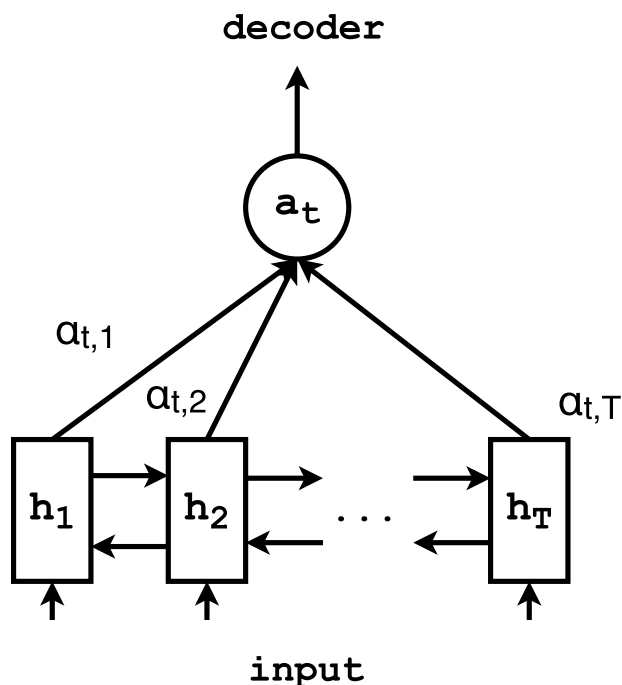 decoder
a_t
α_t,1
α_t,2
α_t,T
h_1
h_2
...
h_T
input